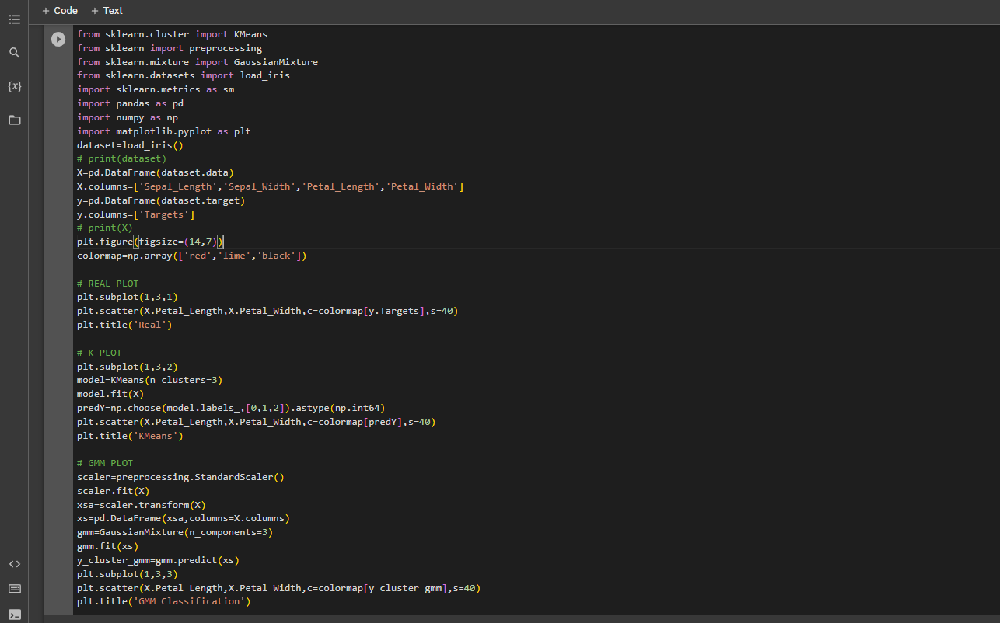 + Code + Text
from sklearn.cluster import KMeans
from sklearn import preprocessing
from sklearn.mixture import GaussianMixture
from sklearn.datasets import load_iris
import sklearn.metrics as sm
import pandas as pd
import numpy as np
import matplotlib.pyplot as plt
dataset=load_iris()
# print(dataset)
X=pd.DataFrame(dataset.data)
X.columns=['Sepal_Length','Sepal_Width','Petal_Length','Petal_Width']
y=pd.DataFrame(dataset.target)
y.columns=['Targets']
# print(X)
plt.figure(figsize=(14,7))
colormap=np.array(['red','lime','black'])

# REAL PLOT
plt.subplot(1,3,1)
plt.scatter(X.Petal_Length,X.Petal_Width,c=colormap[y.Targets],s=40)
plt.title('Real')

# K-PLOT
plt.subplot(1,3,2)
model=KMeans(n_clusters=3)
model.fit(X)
predY=np.choose(model.labels_,[0,1,2]).astype(np.int64)
plt.scatter(X.Petal_Length,X.Petal_Width,c=colormap[predY],s=40)
plt.title('KMeans')

# GMM PLOT
scaler=preprocessing.StandardScaler()
scaler.fit(X)
xsa=scaler.transform(X)
xs=pd.DataFrame(xsa,columns=X.columns)
gmm=GaussianMixture(n_components=3)
gmm.fit(xs)
y_cluster_gmm=gmm.predict(xs)
plt.subplot(1,3,3)
plt.scatter(X.Petal_Length,X.Petal_Width,c=colormap[y_cluster_gmm],s=40)
plt.title('GMM Classification')